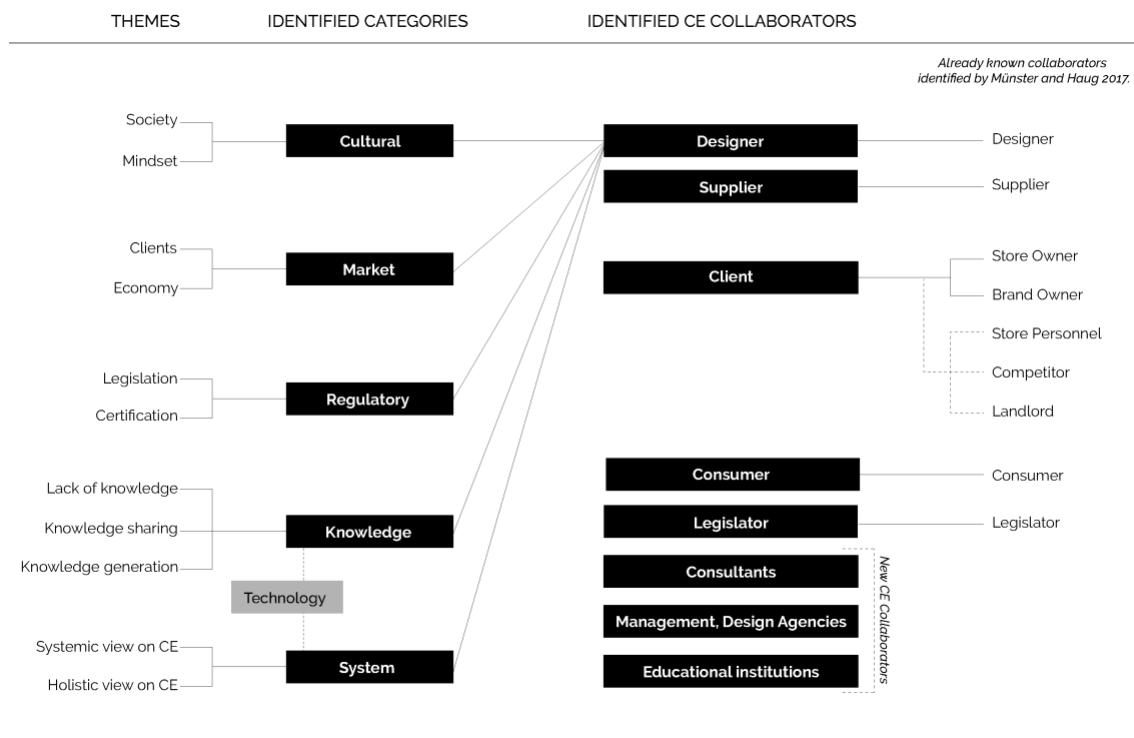 THEMES
IDENTIFIED CATEGORIES
IDENTIFIED CE COLLABORATORS
Already known collaborators
identified by Münster and Haug 2017.
Society
Mindset
Cultural
Designer
Designer
Supplier
Supplier
Clients
Economy
Market
Client
Store Owner
Brand Owner
Store Personnel
Competitor
Landlord
Legislation
Certification
Regulatory
Consumer
Consumer
Lack of knowledge
Knowledge sharing
Knowledge generation
Knowledge
Legislator
Legislator
Technology
Consultants
Management, Design Agencies
Educational institutions
New CE Collaborators
Systemic view on CE
Holistic view on CE
System